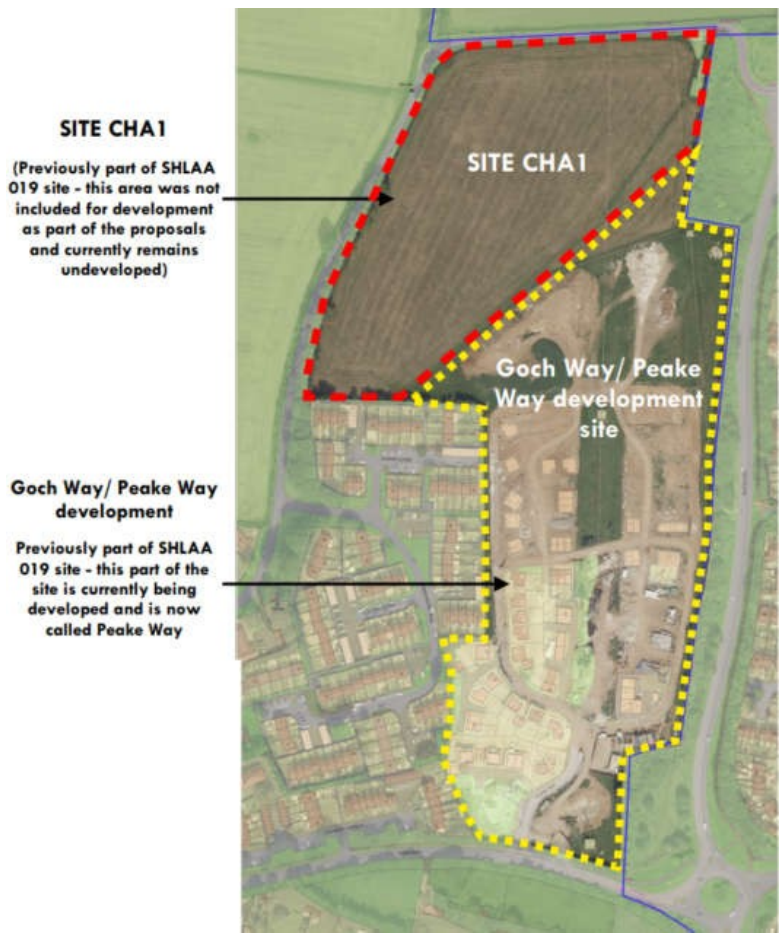 SITE CHA1
(Previously part of SHLAA
019 site - this area was not
included for development
as part of the proposals
and currently remains
undeveloped)
SITE CHA1
Goch Way/ Peake
Way development
site
Goch Way/ Peake Way
development
Previously part of SHLAA
019 site - this part of the
site is currently being
developed and is now
called Peake Way